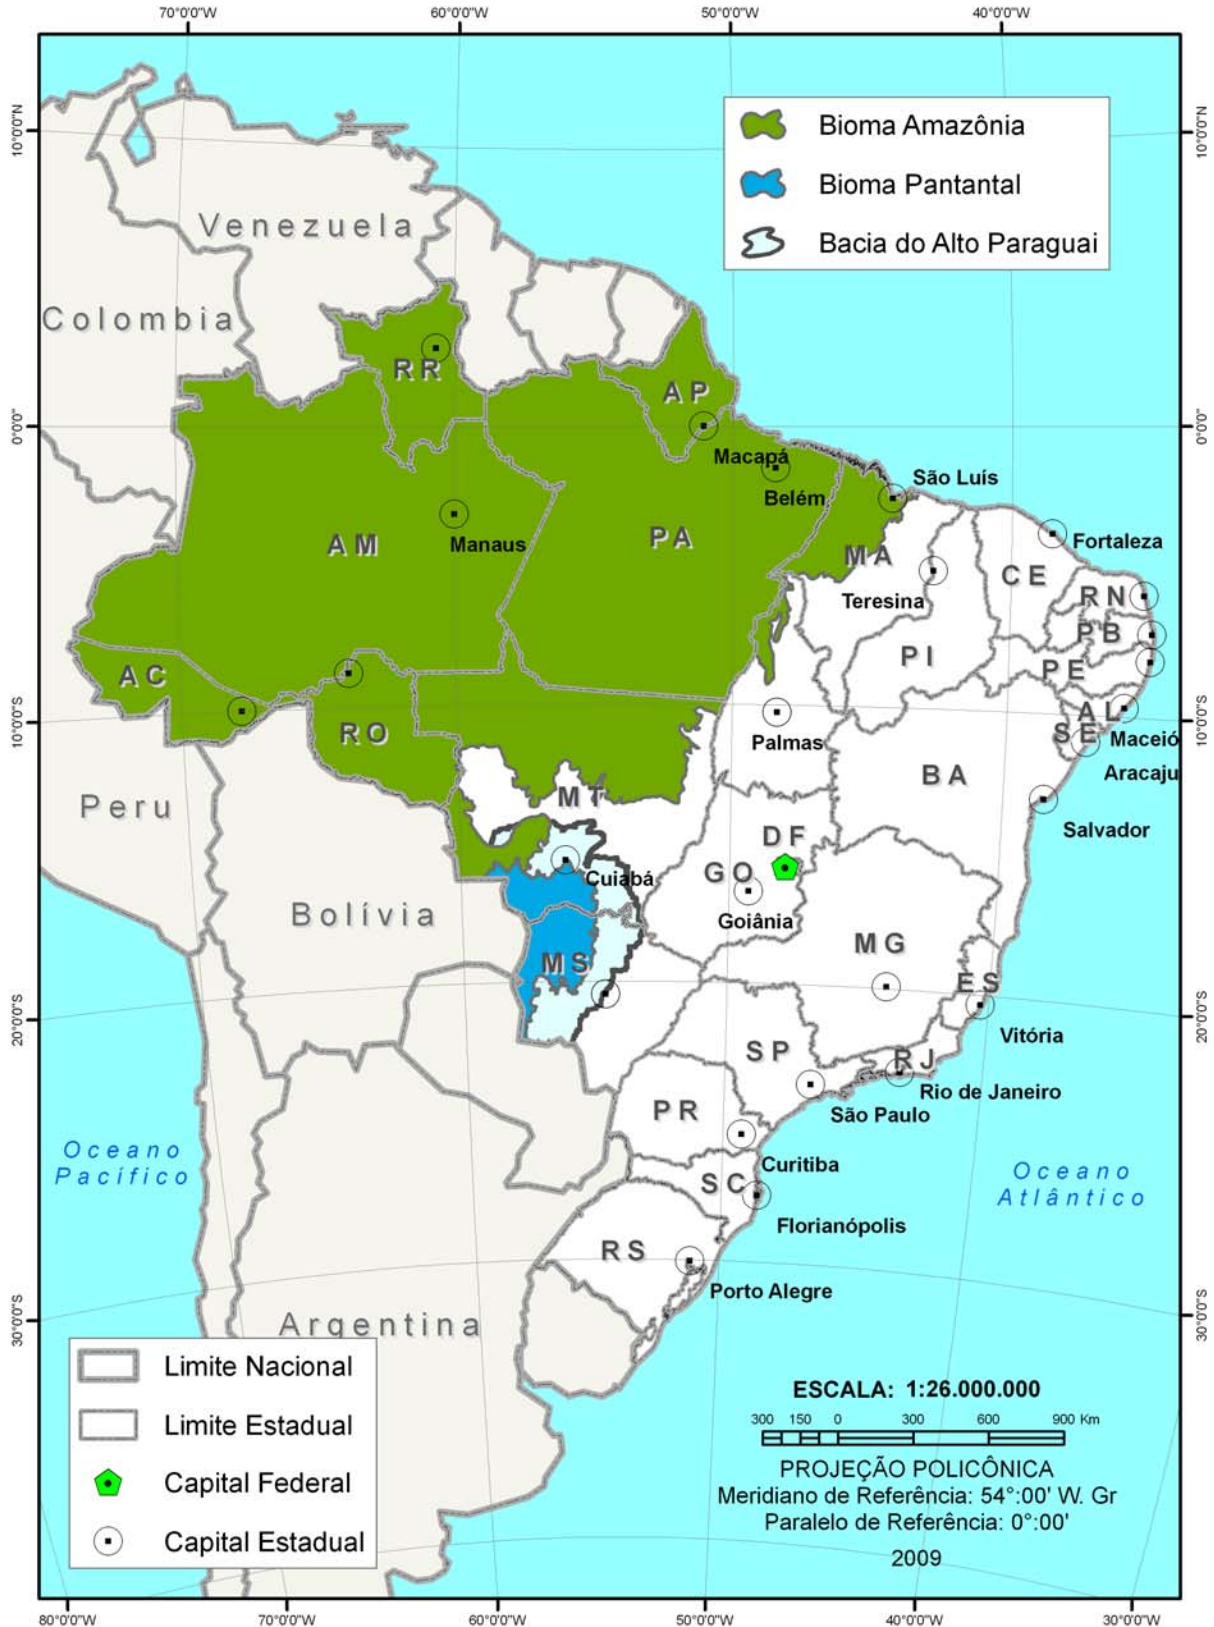 70°0'0"W 60°0'0"W 50°0'0"W 40°0'0"W
10°0'0"N
10°0'0"N
Bioma Amazônia
Bioma Pantantal
Bacia do Alto Paraguai
Venezuela
Colombia
RR
AP
0°0'0"
0°0'0"
Macapá
Belém
São Luís
AM
Manaus
PA
MA
Fortaleza
CE
Teresina
RN
PB
PI
PE
AC
RO
10°0'0"S
10°0'0"S
AL
SE
Maceió
Palmas
Aracaju
BA
Peru
MT
Salvador
DF
GO
Cuiabá
Goiânia
Bolívia
MG
MS
ES
20°0'0"S
20°0'0"S
Vitória
SP
RJ
Rio de Janeiro
São Paulo
PR
Curitiba
Oceano
Pacífico
Oceano
Atlântico
SC
Florianópolis
RS
Porto Alegre
30°0'0"S
30°0'0"S
Argentina
Limite Nacional
Limite Estadual
Capital Federal
Capital Estadual
ESCALA: 1:26.000.000
300 150 0 300 600 900 Km
PROJEÇÃO POLICÔNICA
Meridiano de Referência: 54°:00' W. Gr
Paralelo de Referência: 0°:00'
2009
80°0'0"W 70°0'0"W 60°0'0"W 50°0'0"W 40°0'0"W 30°0'0"W